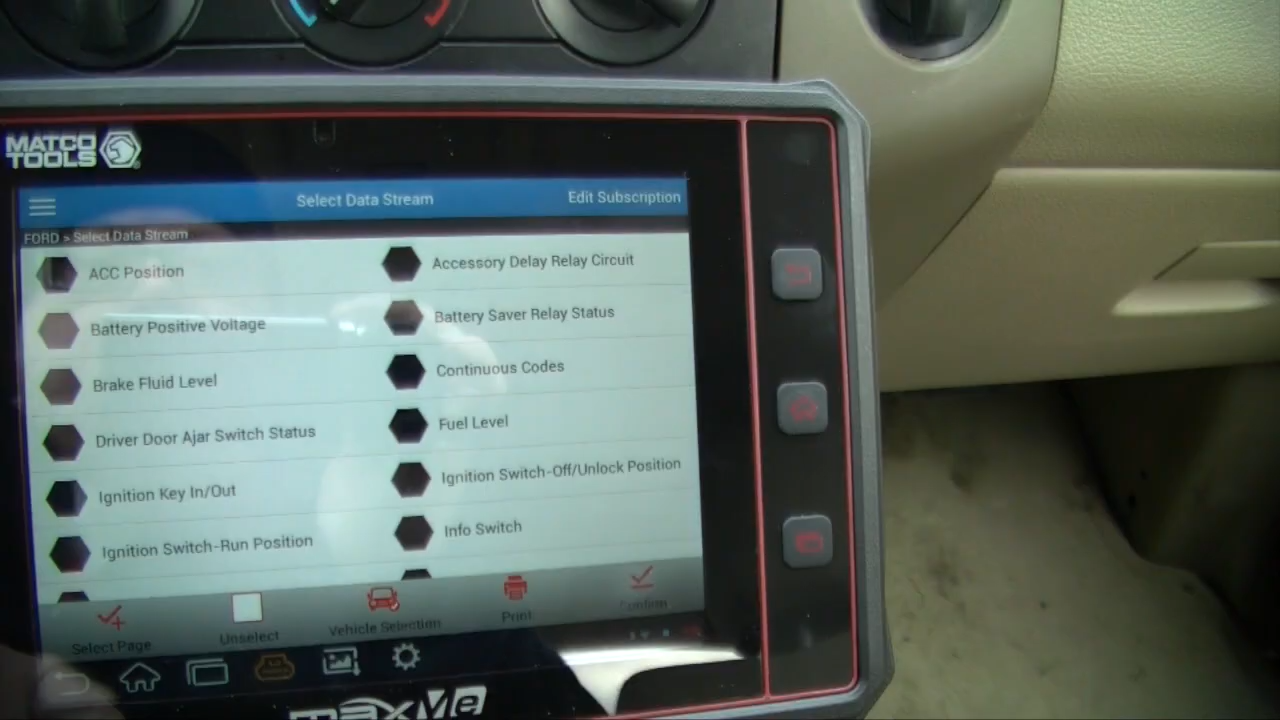 MATCO
TOOLS
Select Data Stream
Edit Subscription
FORD > Select Data Stream
ACC Position
Accessory Delay Relay Circuit
Battery Positive Voltage
Battery Saver Relay Status
Brake Fluid Level
Continuous Codes
Driver Door Ajar Switch Status
Fuel Level
Ignition Key In/Out
Ignition Switch-Off/Unlock Position
Ignition Switch-Run Position
Info Switch
Select Page
Unselect
Vehicle Selection
Print
Confirm
maxMe